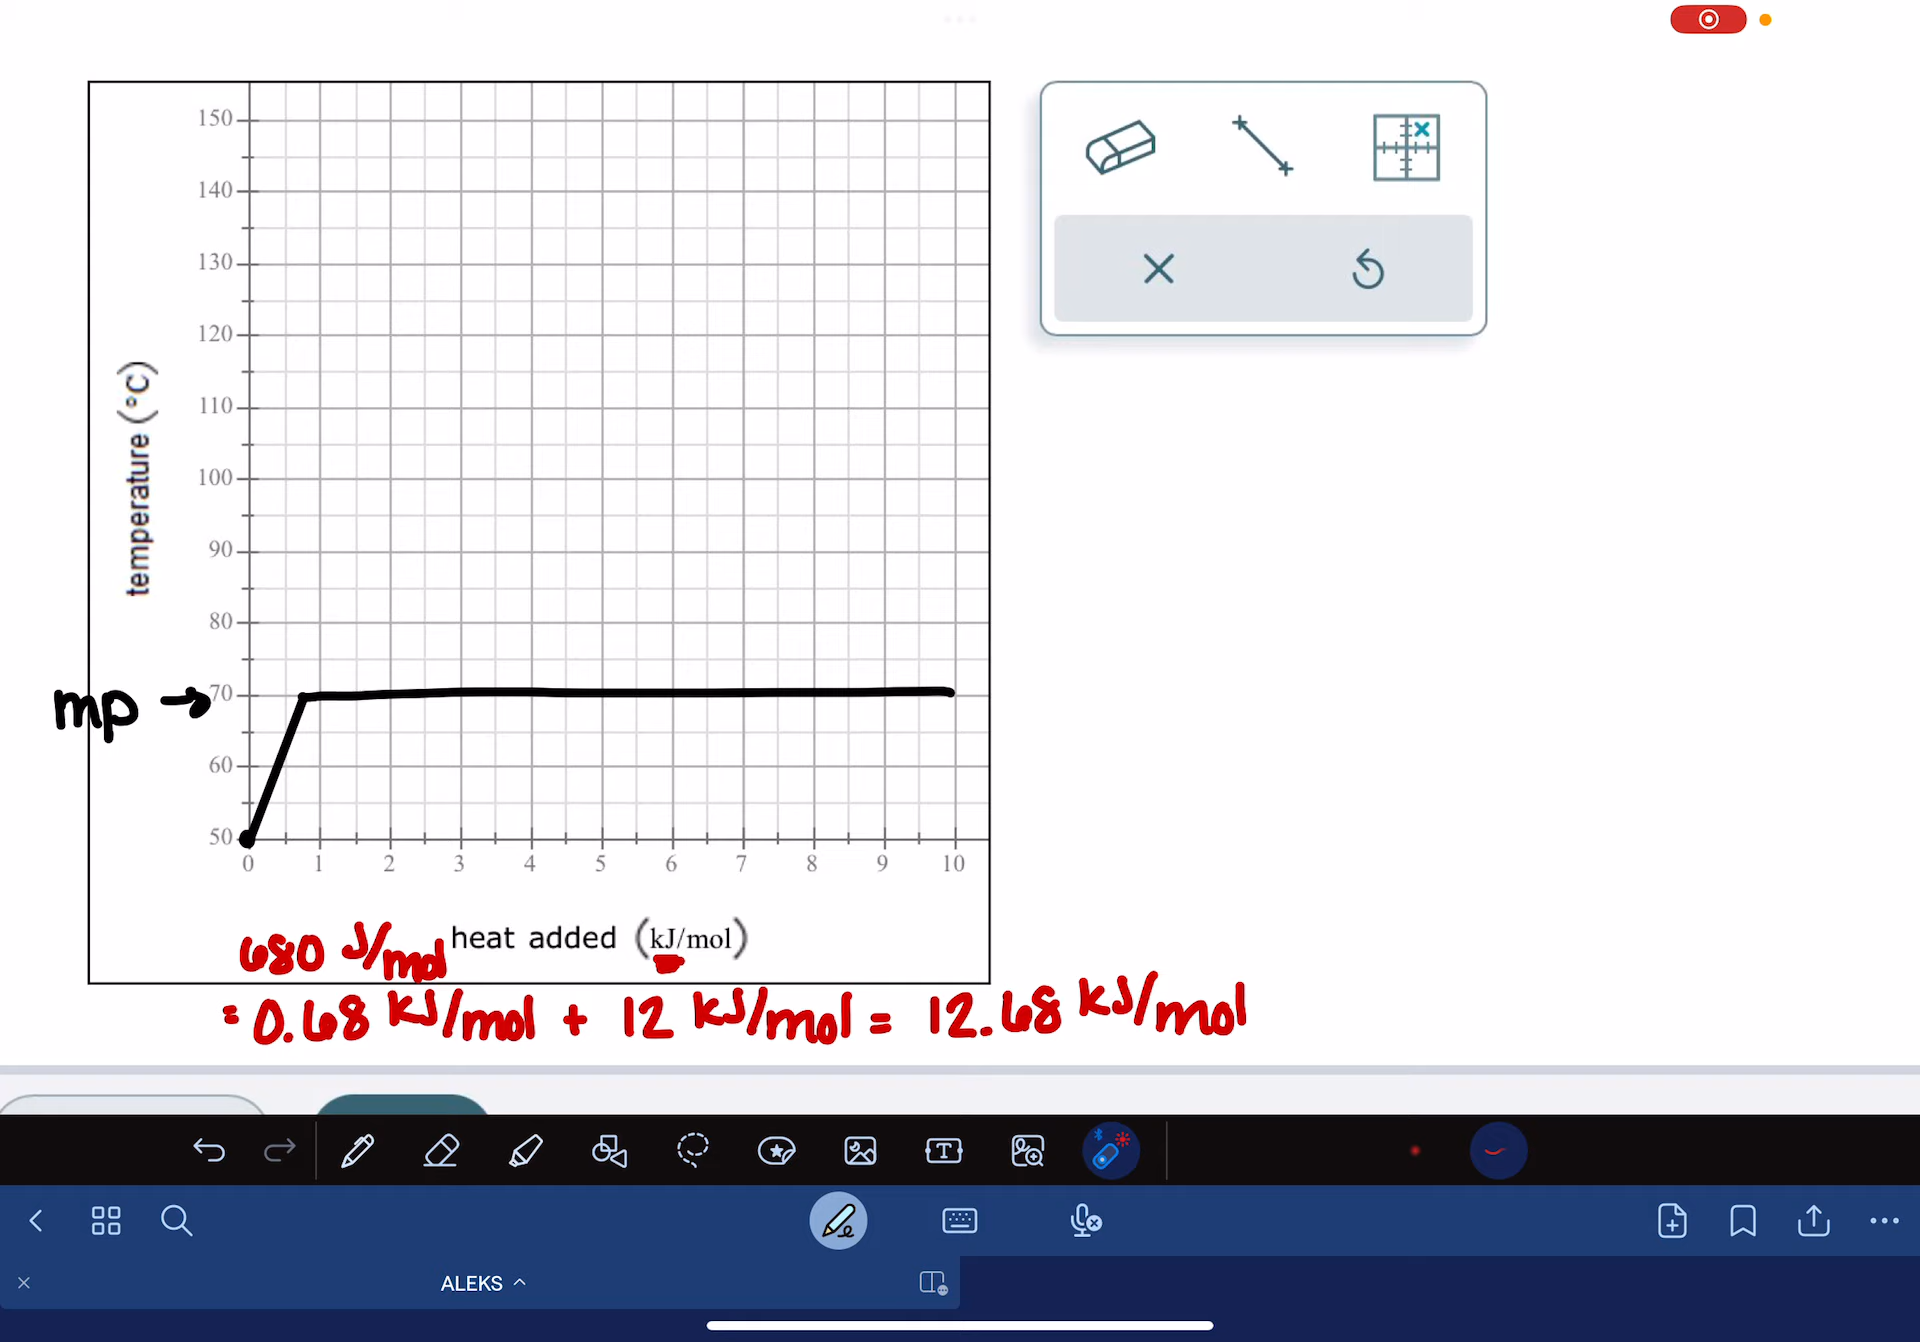 150
140
130
120
110
100
90
80
70
60
50
temperature (°C)
mp →
0 1 2 3 4 5 6 7 8 9 10
heat added (kJ/mol)
680 J/mol
= 0.68 kJ/mol + 12 kJ/mol = 12.68 kJ/mol
ALEKS